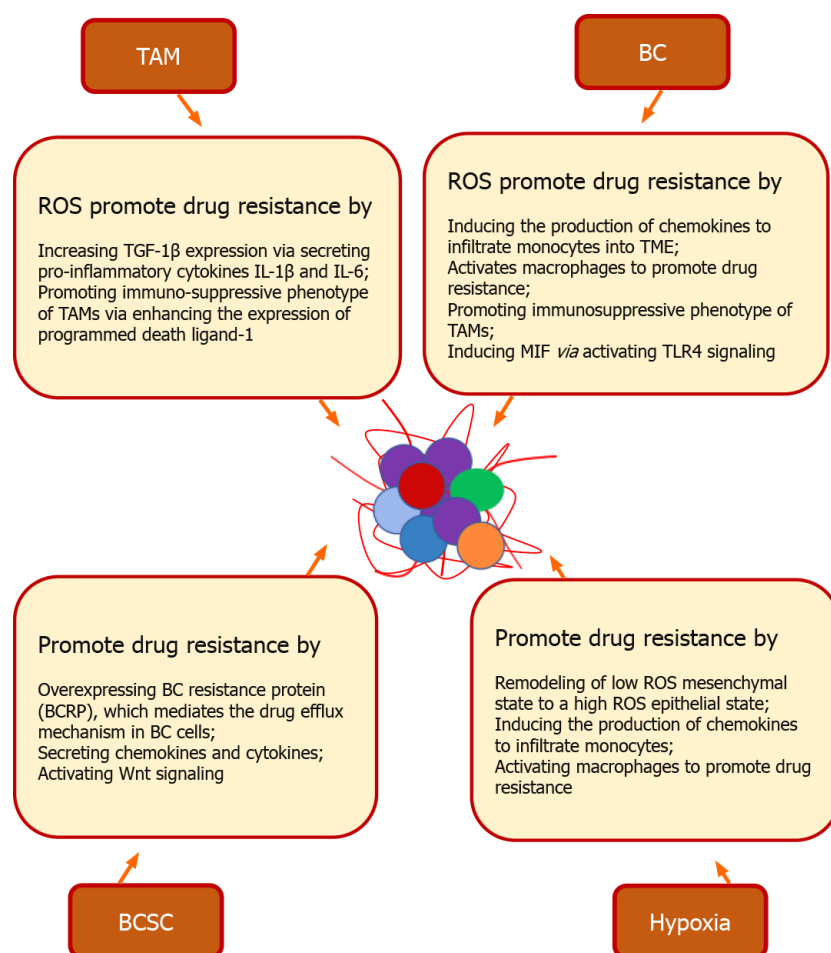 TAM
ROS promote drug resistance by
Increasing TGF-1β expression via secreting
pro-inflammatory cytokines IL-1β and IL-6;
Promoting immuno-suppressive phenotype
of TAMs via enhancing the expression of
programmed death ligand-1
BC
ROS promote drug resistance by
Inducing the production of chemokines to
infiltrate monocytes into TME;
Activates macrophages to promote drug
resistance;
Promoting immunosuppressive phenotype of
TAMs;
Inducing MIF via activating TLR4 signaling
Promote drug resistance by
Overexpressing BC resistance protein
(BCRP), which mediates the drug efflux
mechanism in BC cells;
Secreting chemokines and cytokines;
Activating Wnt signaling
BCSC
Promote drug resistance by
Remodeling of low ROS mesenchymal
state to a high ROS epithelial state;
Inducing the production of chemokines
to infiltrate monocytes;
Activating macrophages to promote drug
resistance
Hypoxia